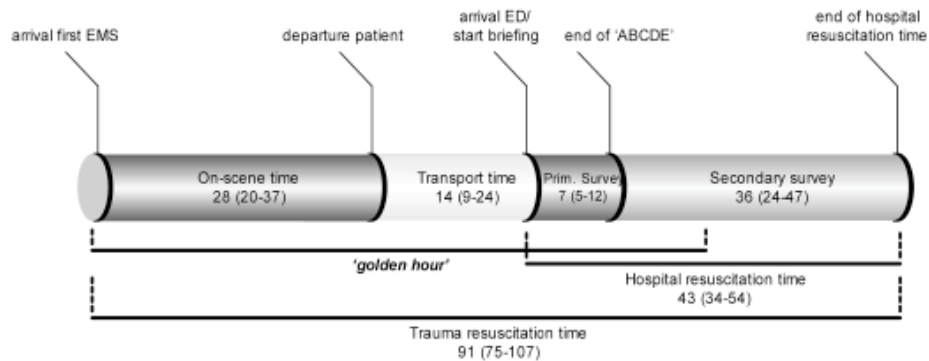 arrival first EMS
departure patient
arrival ED/
start briefing
end of 'ABCDE'
end of hospital
resuscitation time
On-scene time
28 (20-37)
Transport time
14 (9-24)
Prim. Survey
7 (5-12)
Secondary survey
36 (24-47)
'golden hour'
Hospital resuscitation time
43 (34-54)
Trauma resuscitation time
91 (75-107)